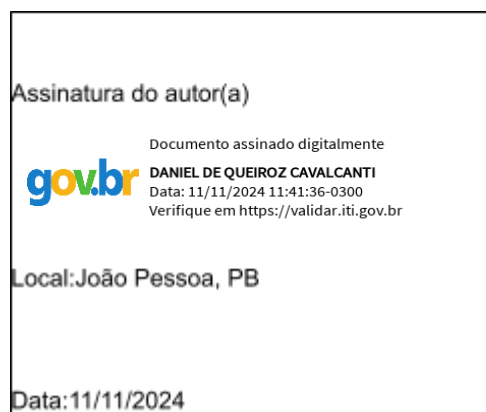 Assinatura do autor(a)
gov.br
Documento assinado digitalmente
DANIEL DE QUEIROZ CAVALCANTI
Data: 11/11/2024 11:41:36-0300
Verifique em https://validar.iti.gov.br
Local:João Pessoa, PB
Data:11/11/2024